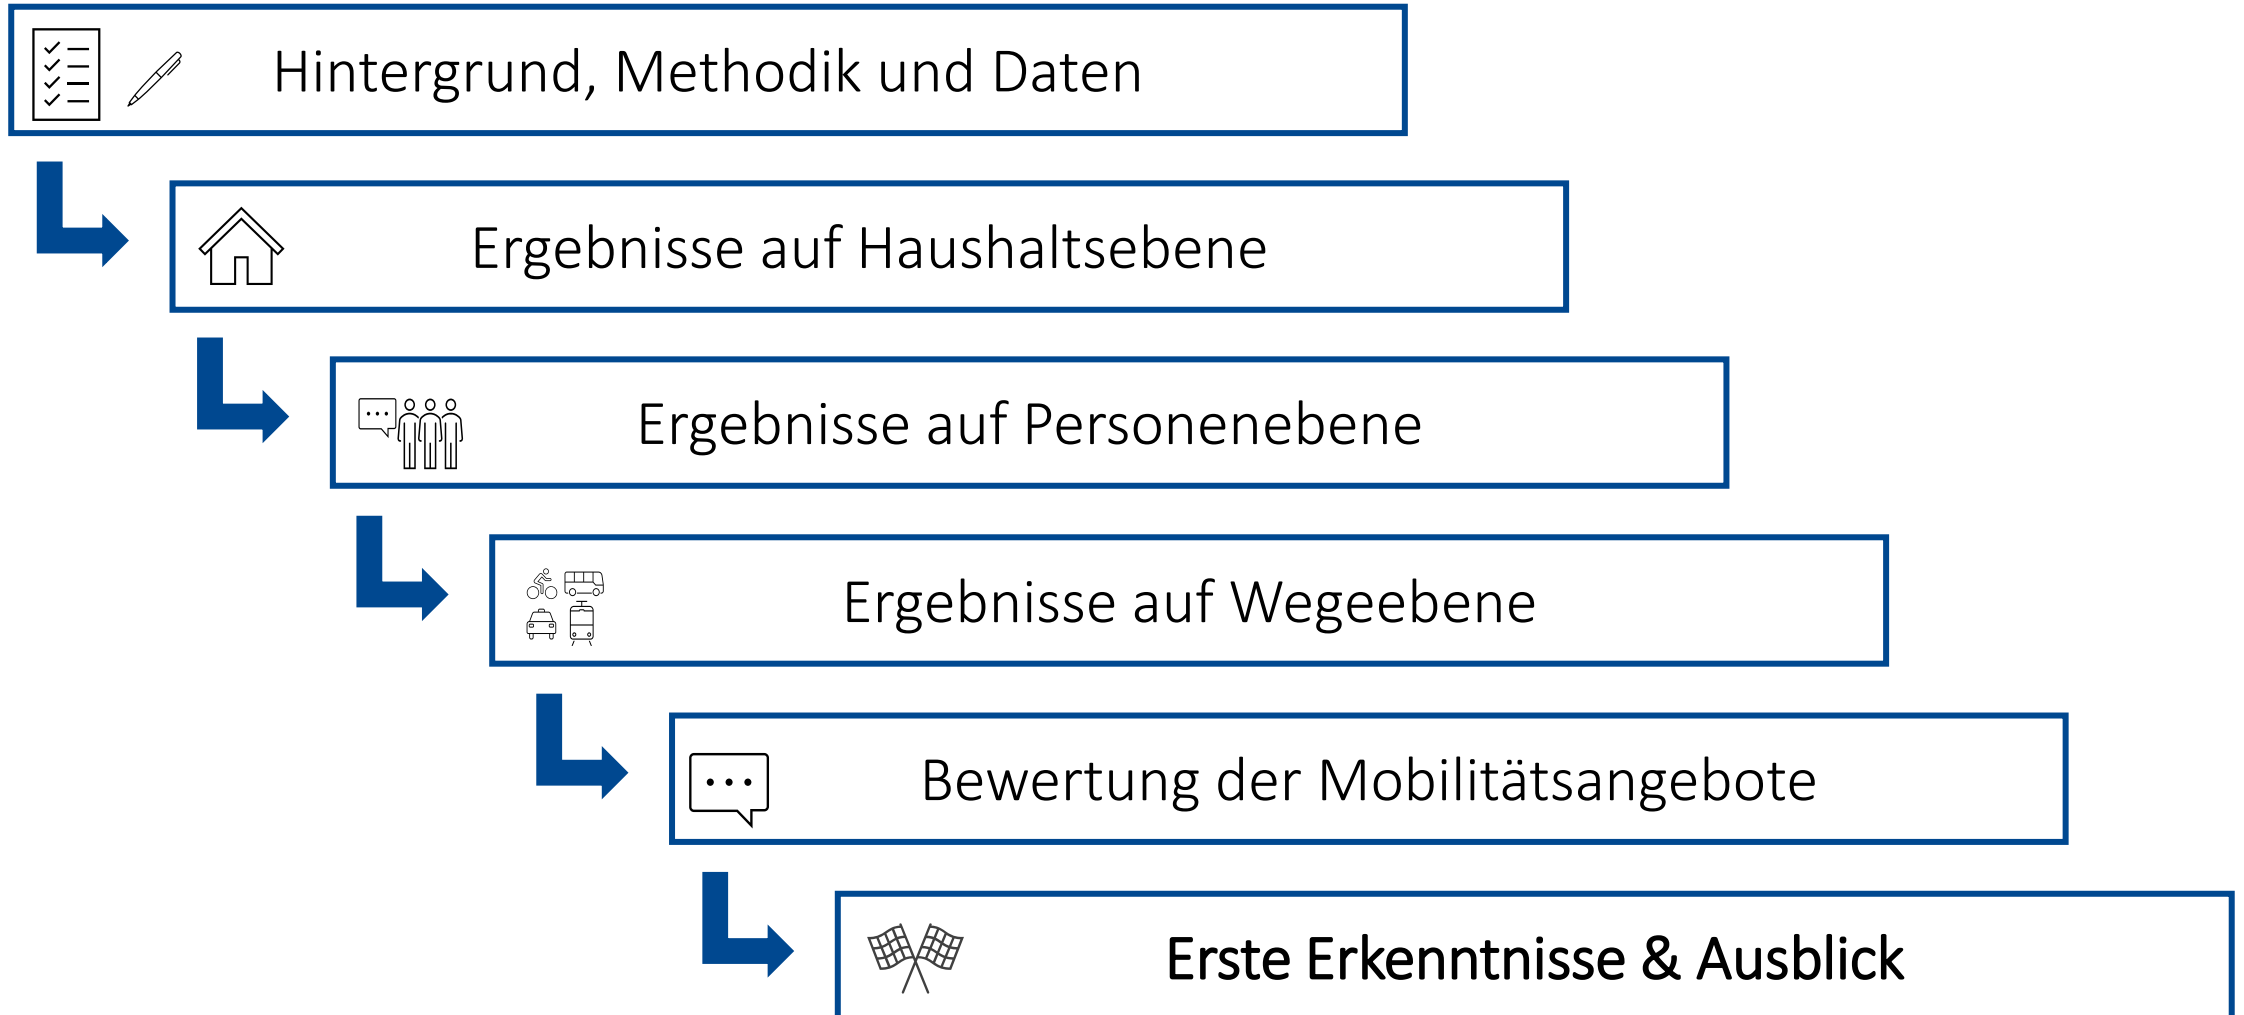 Hintergrund, Methodik und Daten
Ergebnisse auf Haushaltsebene
Ergebnisse auf Personenebene
Ergebnisse auf Wegeebene
Bewertung der Mobilitätsangebote
Erste Erkenntnisse & Ausblick